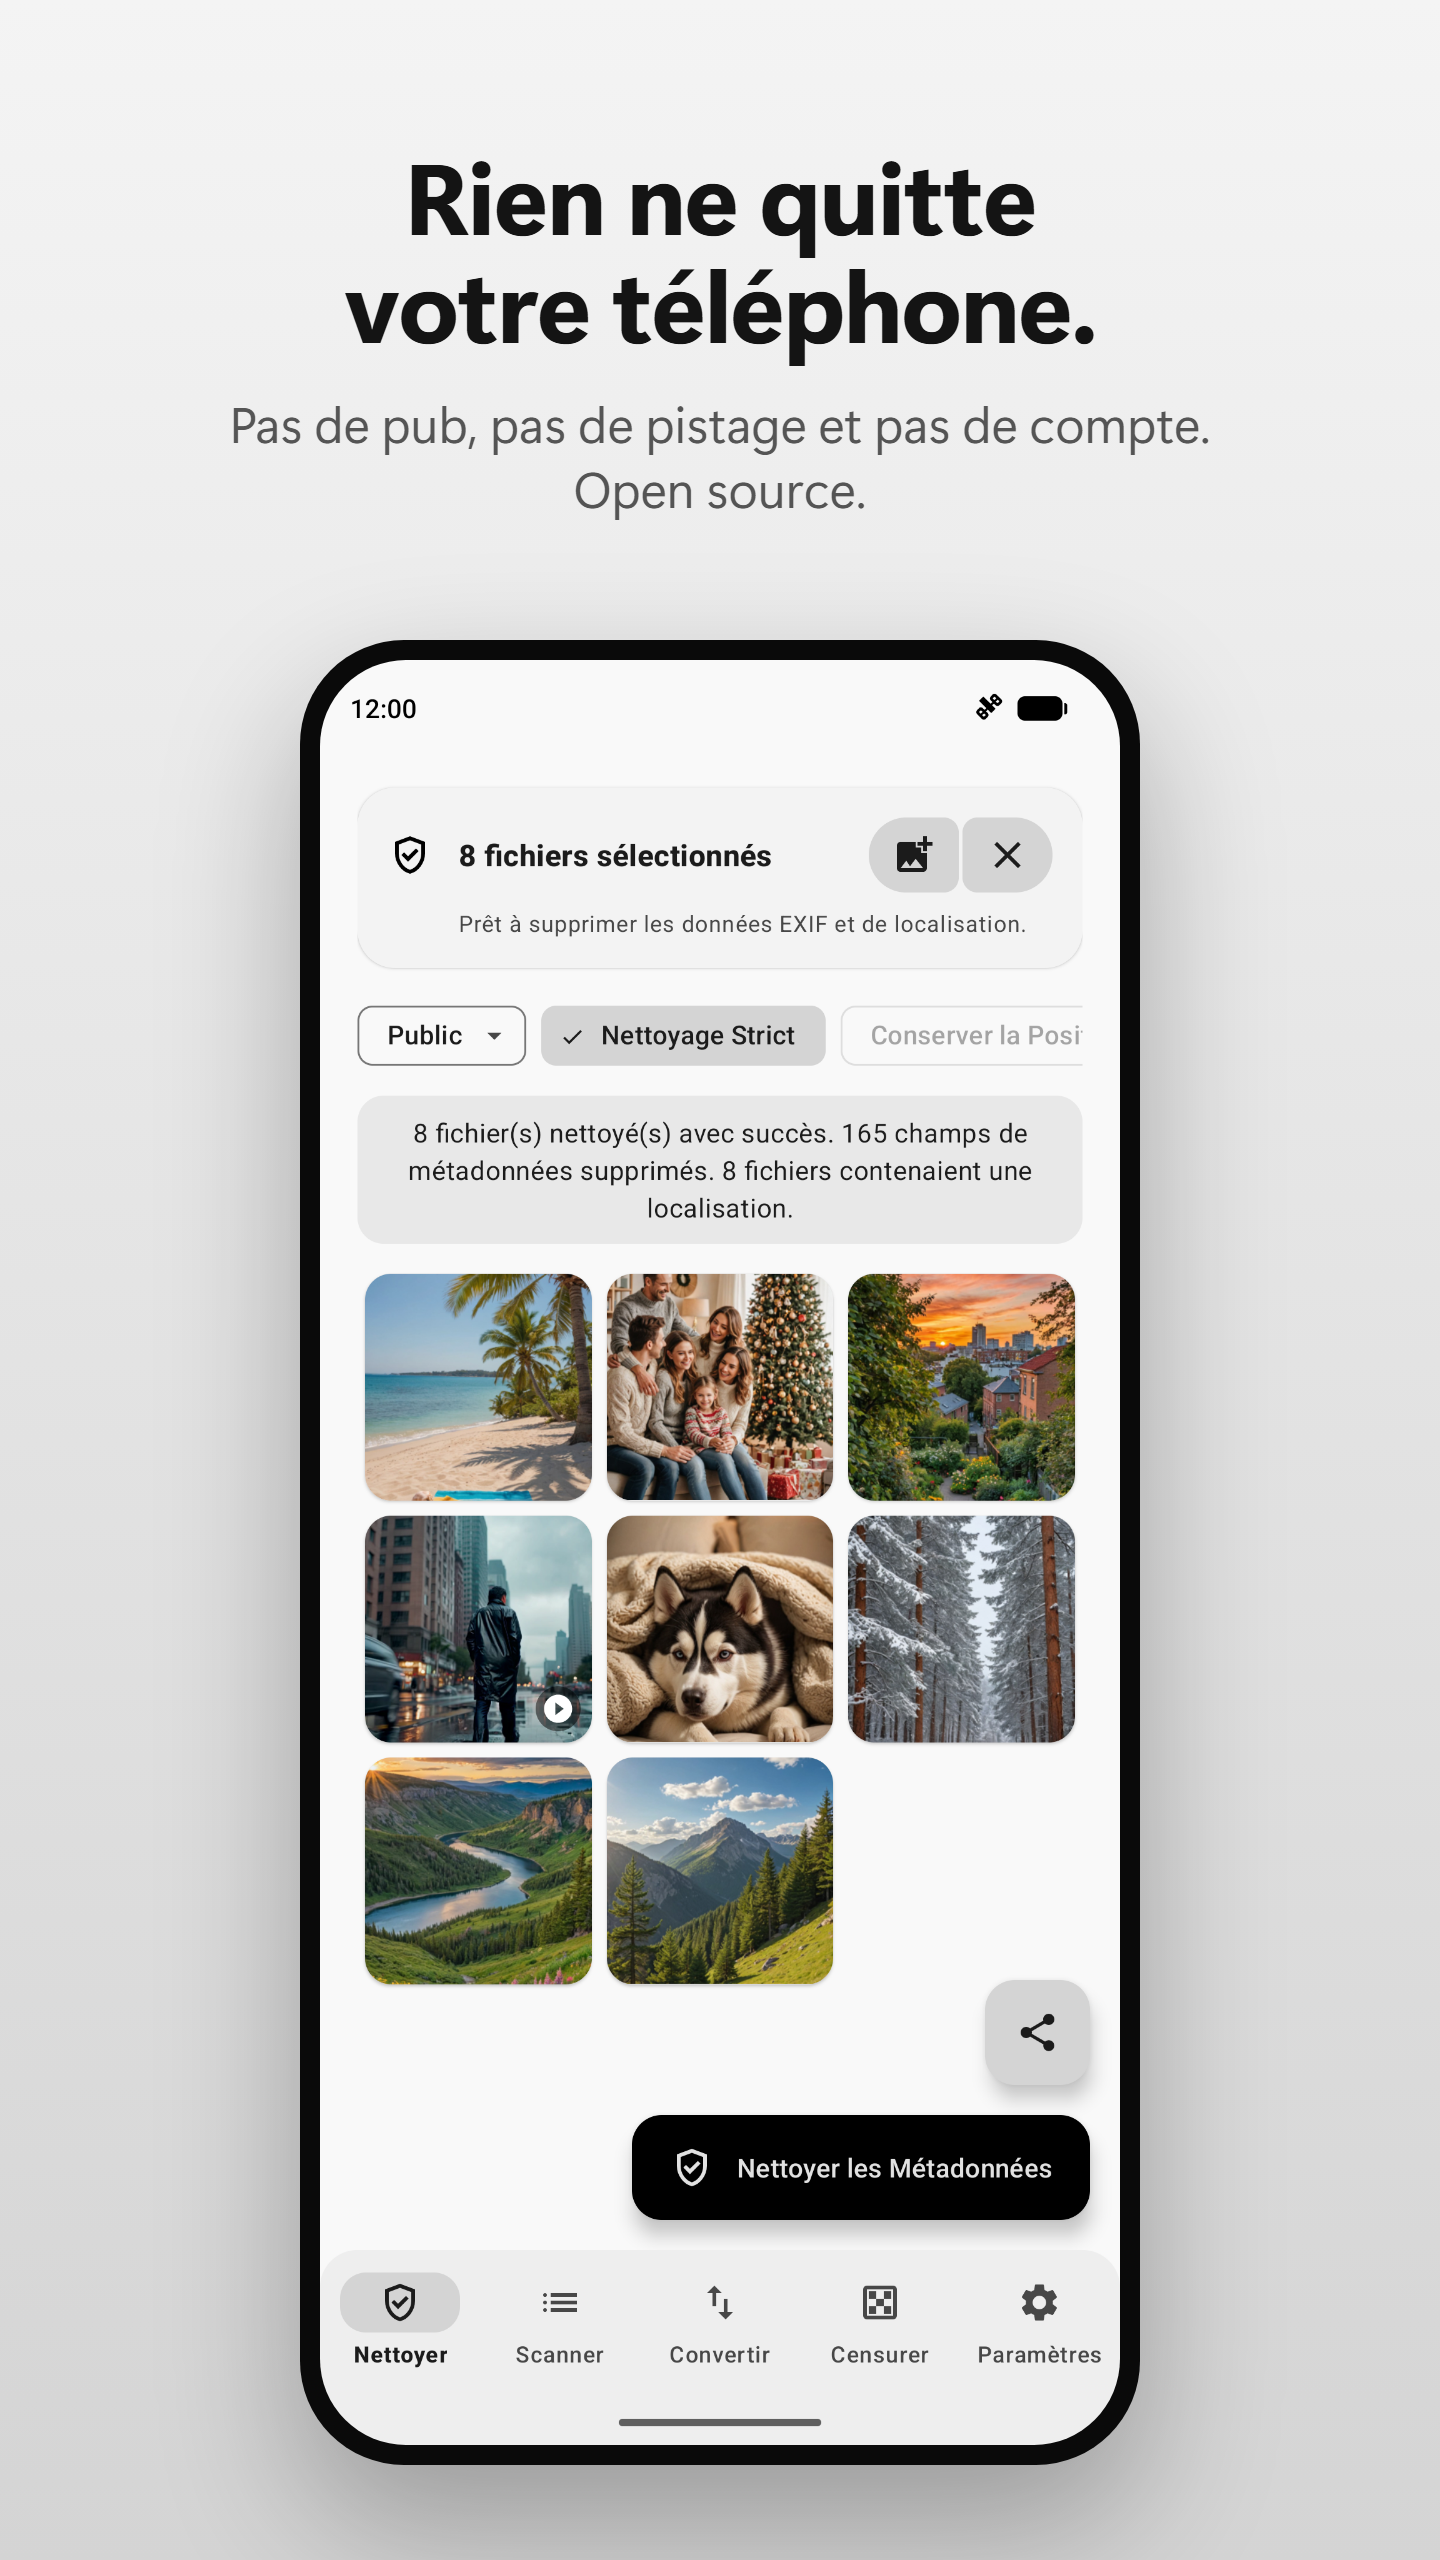 Rien ne quitte
votre téléphone.
Pas de pub, pas de pistage et pas de compte.
Open source.
12:00
8 fichiers sélectionnés
Prêt à supprimer les données EXIF et de localisation.
Public
Nettoyage Strict
Conserver la Posit
8 fichier(s) nettoyé(s) avec succès. 165 champs de
métadonnées supprimés. 8 fichiers contenaient une
localisation.
Nettoyer les Métadonnées
Nettoyer
Scanner
Convertir
Censurer
Paramètres